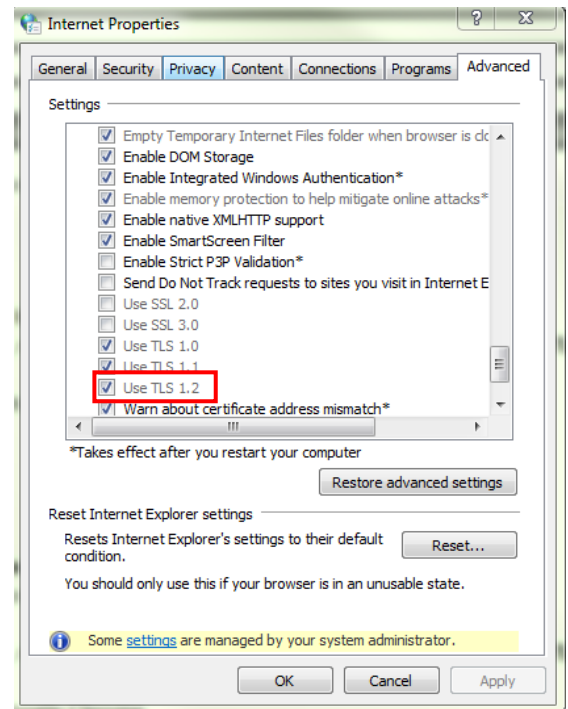 Internet Properties
General Security Privacy Content Connections Programs Advanced
Settings
Empty Temporary Internet Files folder when browser is clo
Enable DOM Storage
Enable Integrated Windows Authentication*
Enable memory protection to help mitigate online attacks*
Enable native XMLHTTP support
Enable SmartScreen Filter
Enable Strict P3P Validation*
Send Do Not Track requests to sites you visit in Internet E
Use SSL 2.0
Use SSL 3.0
Use TLS 1.0
Use TLS 1.1
Use TLS 1.2
Warn about certificate address mismatch*
*Takes effect after you restart your computer
Restore advanced settings
Reset Internet Explorer settings
Resets Internet Explorer's settings to their default
condition.
Reset...
You should only use this if your browser is in an unusable state.
Some settings are managed by your system administrator.
OK Cancel Apply